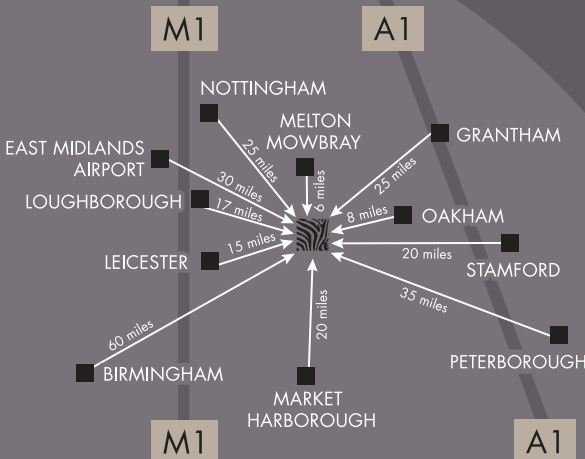 M1
A1
NOTTINGHAM
25 miles
MELTON
MOWBRAY
6 miles
GRANTHAM
25 miles
EAST MIDLANDS
AIRPORT
30 miles
LOUGHBOROUGH
17 miles
8 miles
OAKHAM
LEICESTER
15 miles
20 miles
STAMFORD
35 miles
PETERBOROUGH
60 miles
BIRMINGHAM
20 miles
MARKET
HARBOROUGH
M1
A1